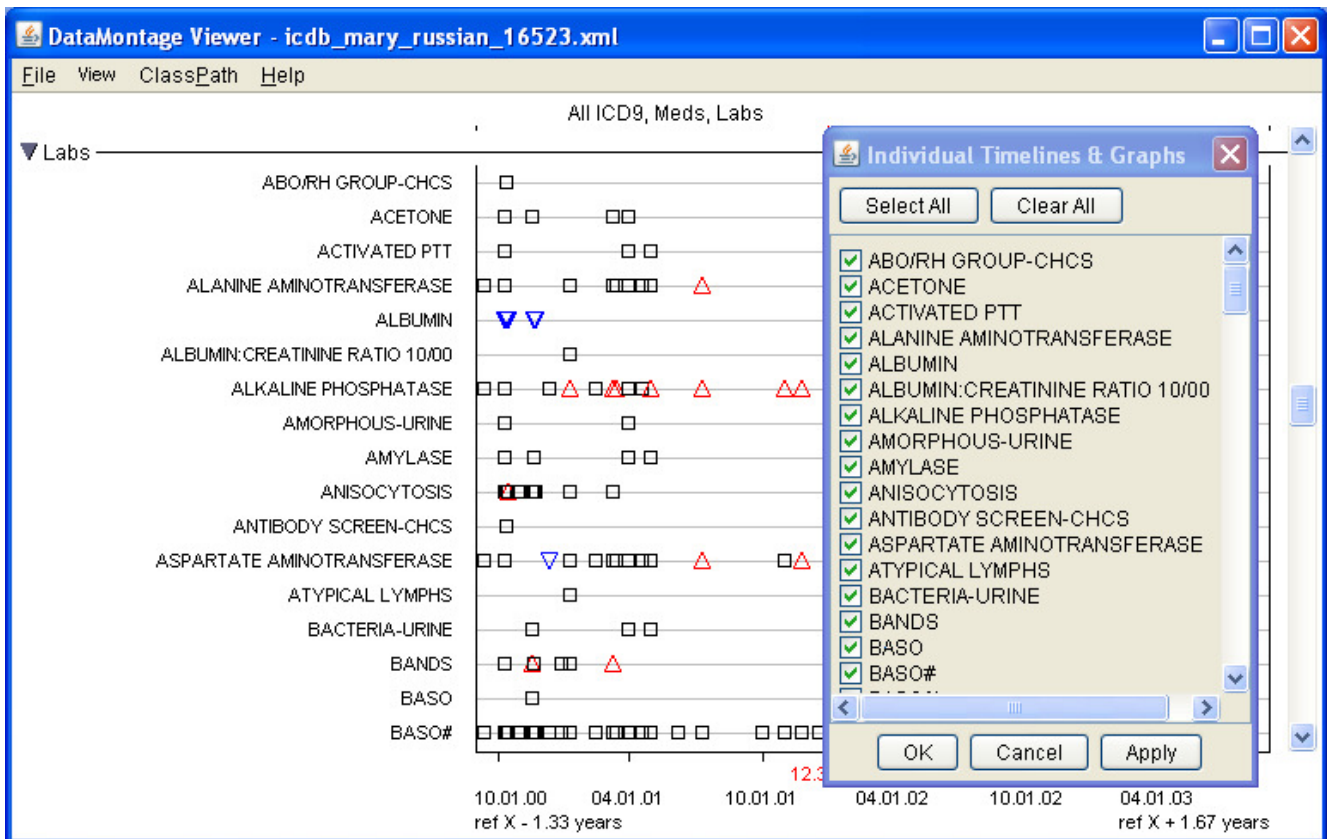 DataMontage Viewer - icdb_mary_russian_16523.xml
File View ClassPath Help
All ICD9, Meds, Labs
Labs
ABO/RH GROUP-CHCS
ACETONE
ACTIVATED PTT
ALANINE AMINOTRANSFERASE
ALBUMIN
ALBUMIN:CREATININE RATIO 10/00
ALKALINE PHOSPHATASE
AMORPHOUS-URINE
AMYLASE
ANISOCYTOSIS
ANTIBODY SCREEN-CHCS
ASPARTATE AMINOTRANSFERASE
ATYPICAL LYMPHS
BACTERIA-URINE
BANDS
BASO
BASO#
12.3
10.01.00 04.01.01 10.01.01 04.01.02 10.01.02 04.01.03
ref X - 1.33 years ref X + 1.67 years
Individual Timelines & Graphs
Select All Clear All
ABO/RH GROUP-CHCS
ACETONE
ACTIVATED PTT
ALANINE AMINOTRANSFERASE
ALBUMIN
ALBUMIN:CREATININE RATIO 10/00
ALKALINE PHOSPHATASE
AMORPHOUS-URINE
AMYLASE
ANISOCYTOSIS
ANTIBODY SCREEN-CHCS
ASPARTATE AMINOTRANSFERASE
ATYPICAL LYMPHS
BACTERIA-URINE
BANDS
BASO
BASO#
OK Cancel Apply